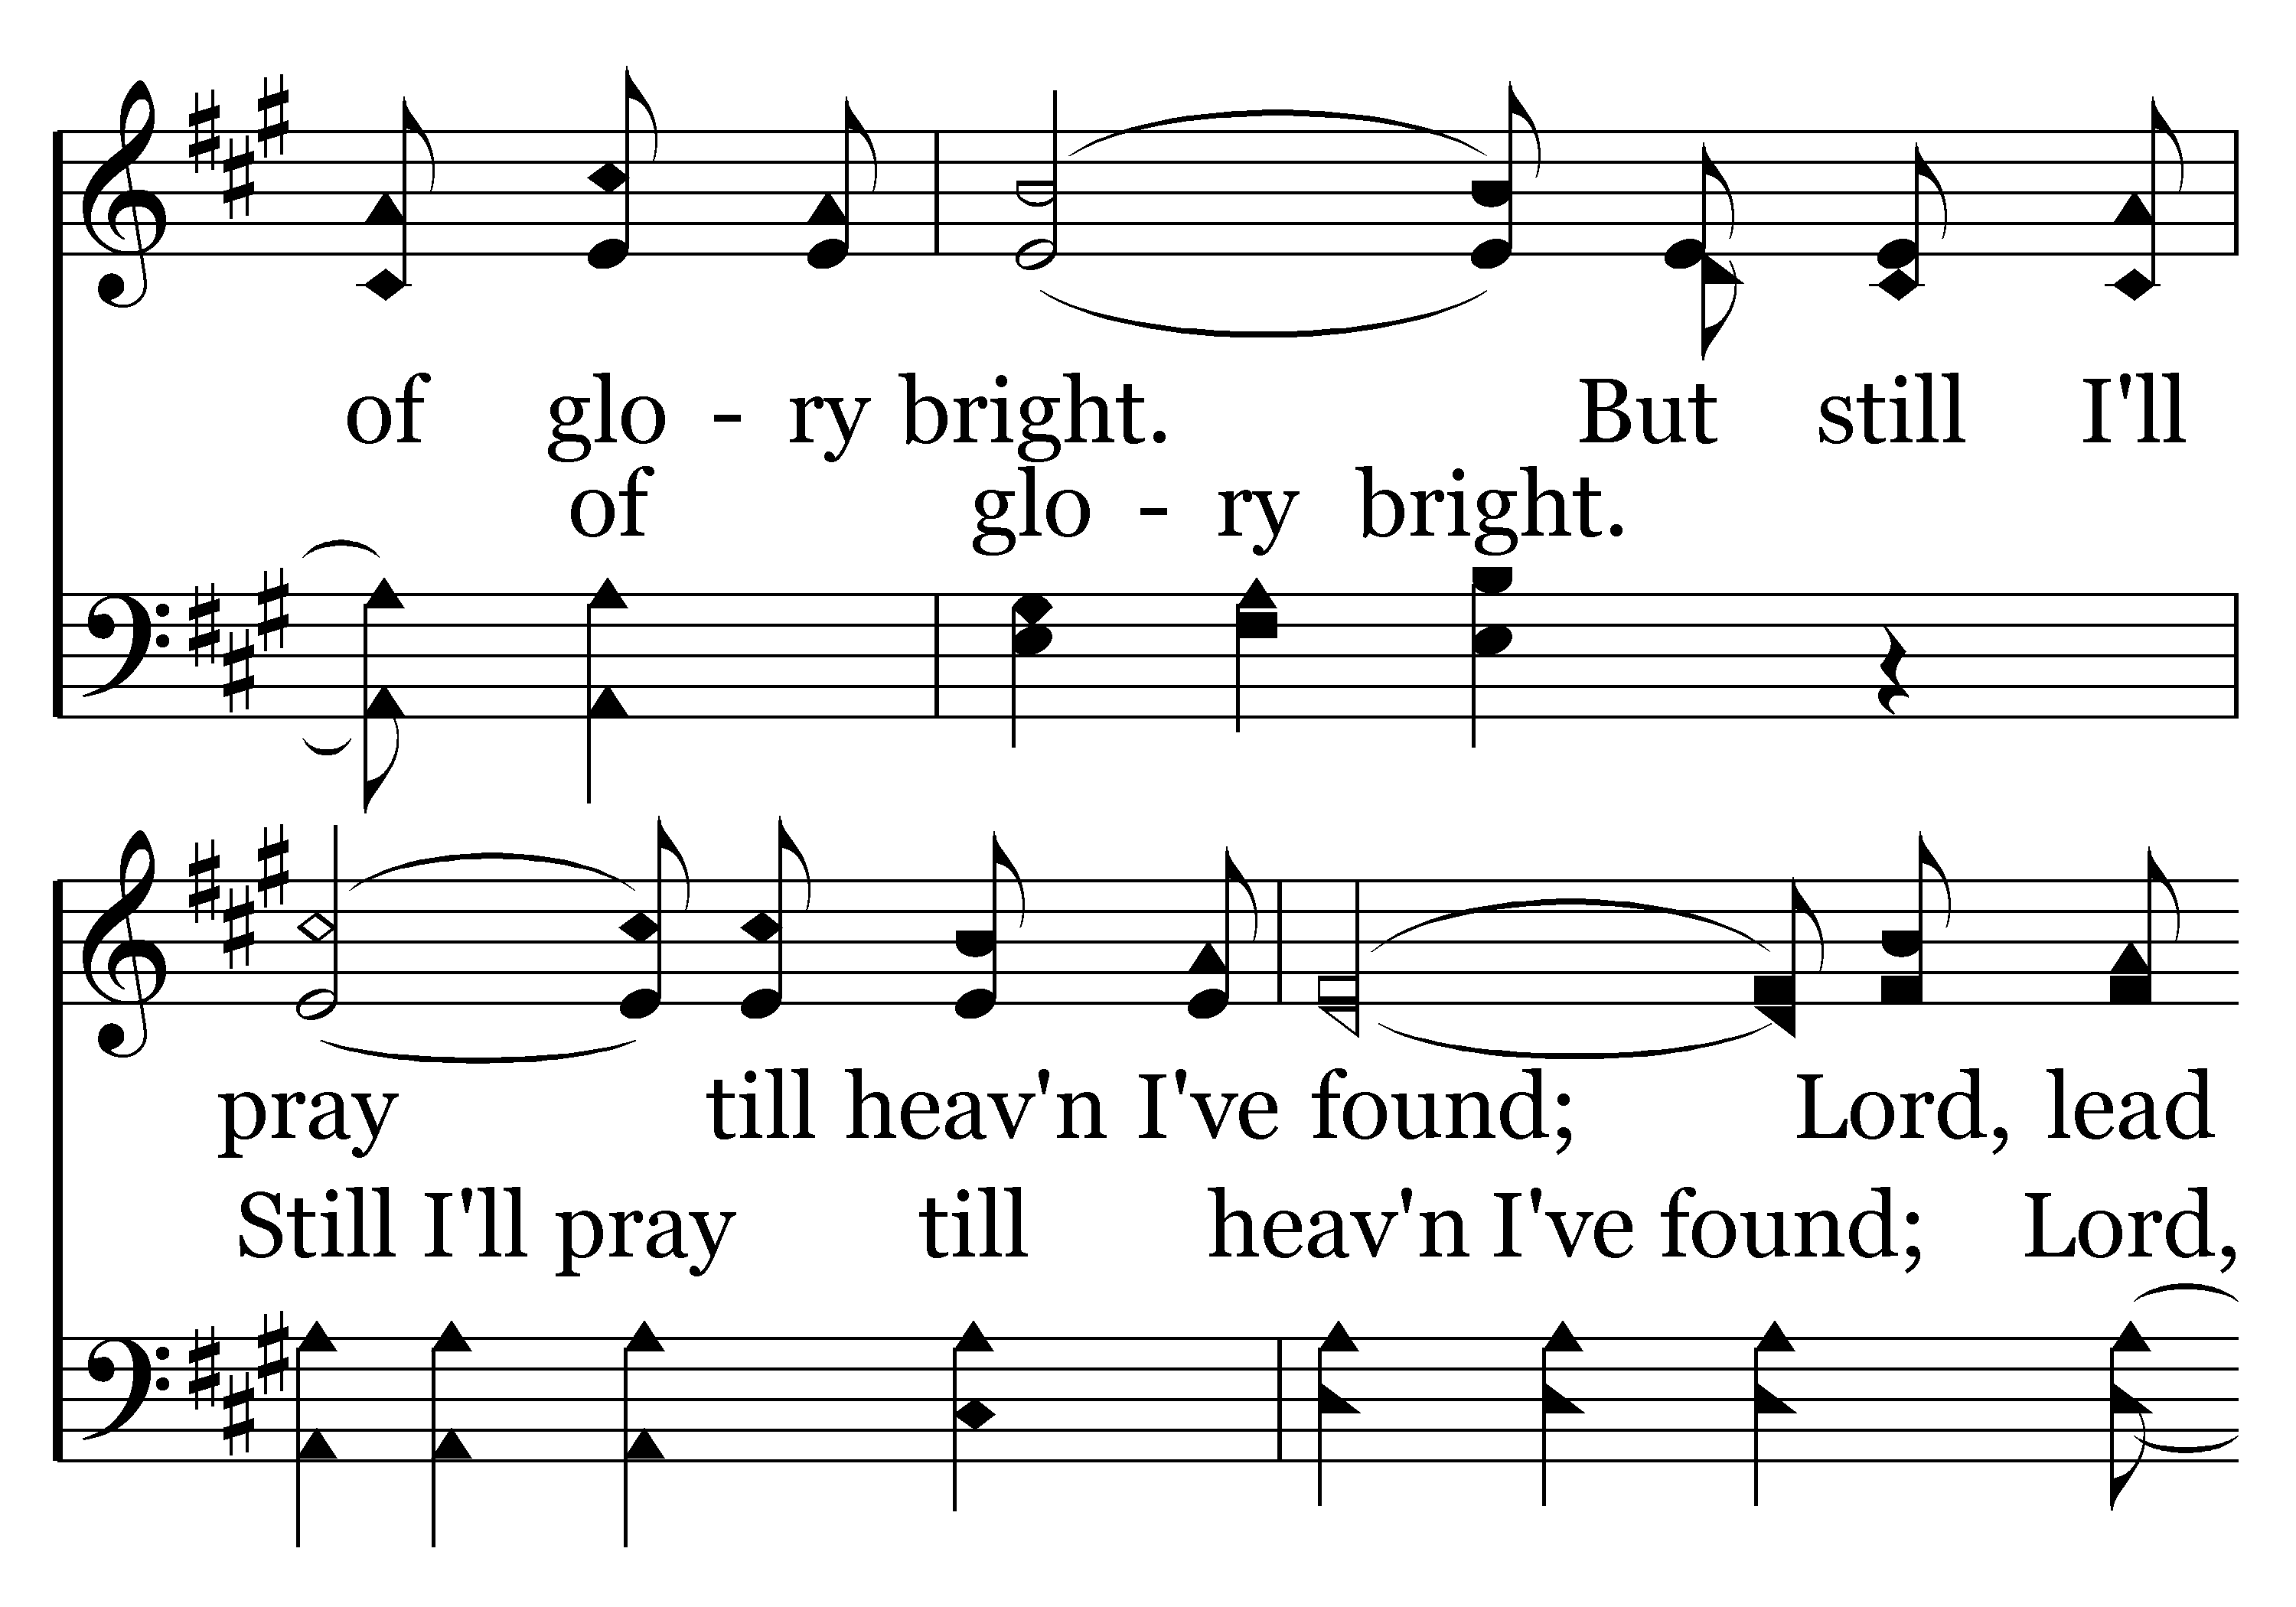 of glo - ry bright. But still I'll
of glo - ry bright.
pray till heav'n I've found; Lord, lead
Still I'll pray till heav'n I've found; Lord,